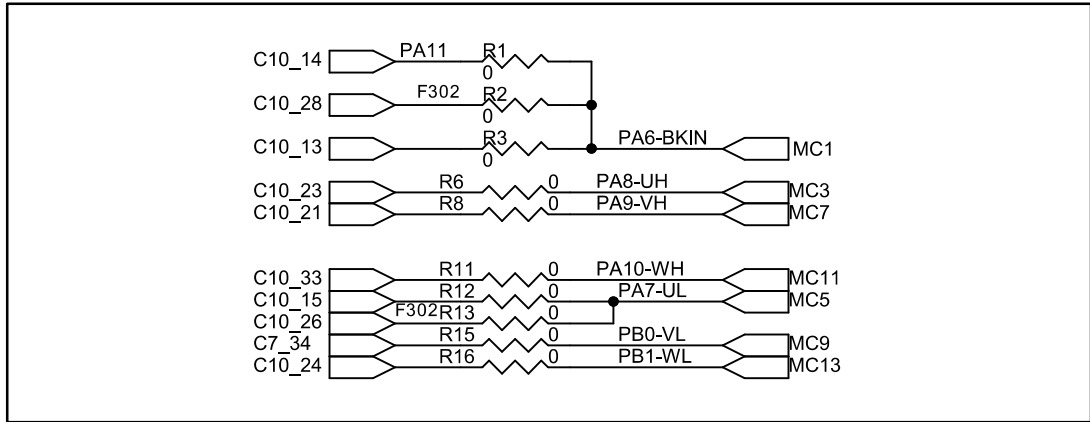 C10_14 PA11 R1 0
C10_28 F302 R2 0
C10_13 R3 0 PA6-BKIN MC1
C10_23 R6 0 PA8-UH MC3
C10_21 R8 0 PA9-VH MC7
C10_33 R11 0 PA10-WH MC11
C10_15 R12 0 PA7-UL MC5
C10_26 F302 R13 0
C7_34 R15 0 PB0-VL MC9
C10_24 R16 0 PB1-WL MC13